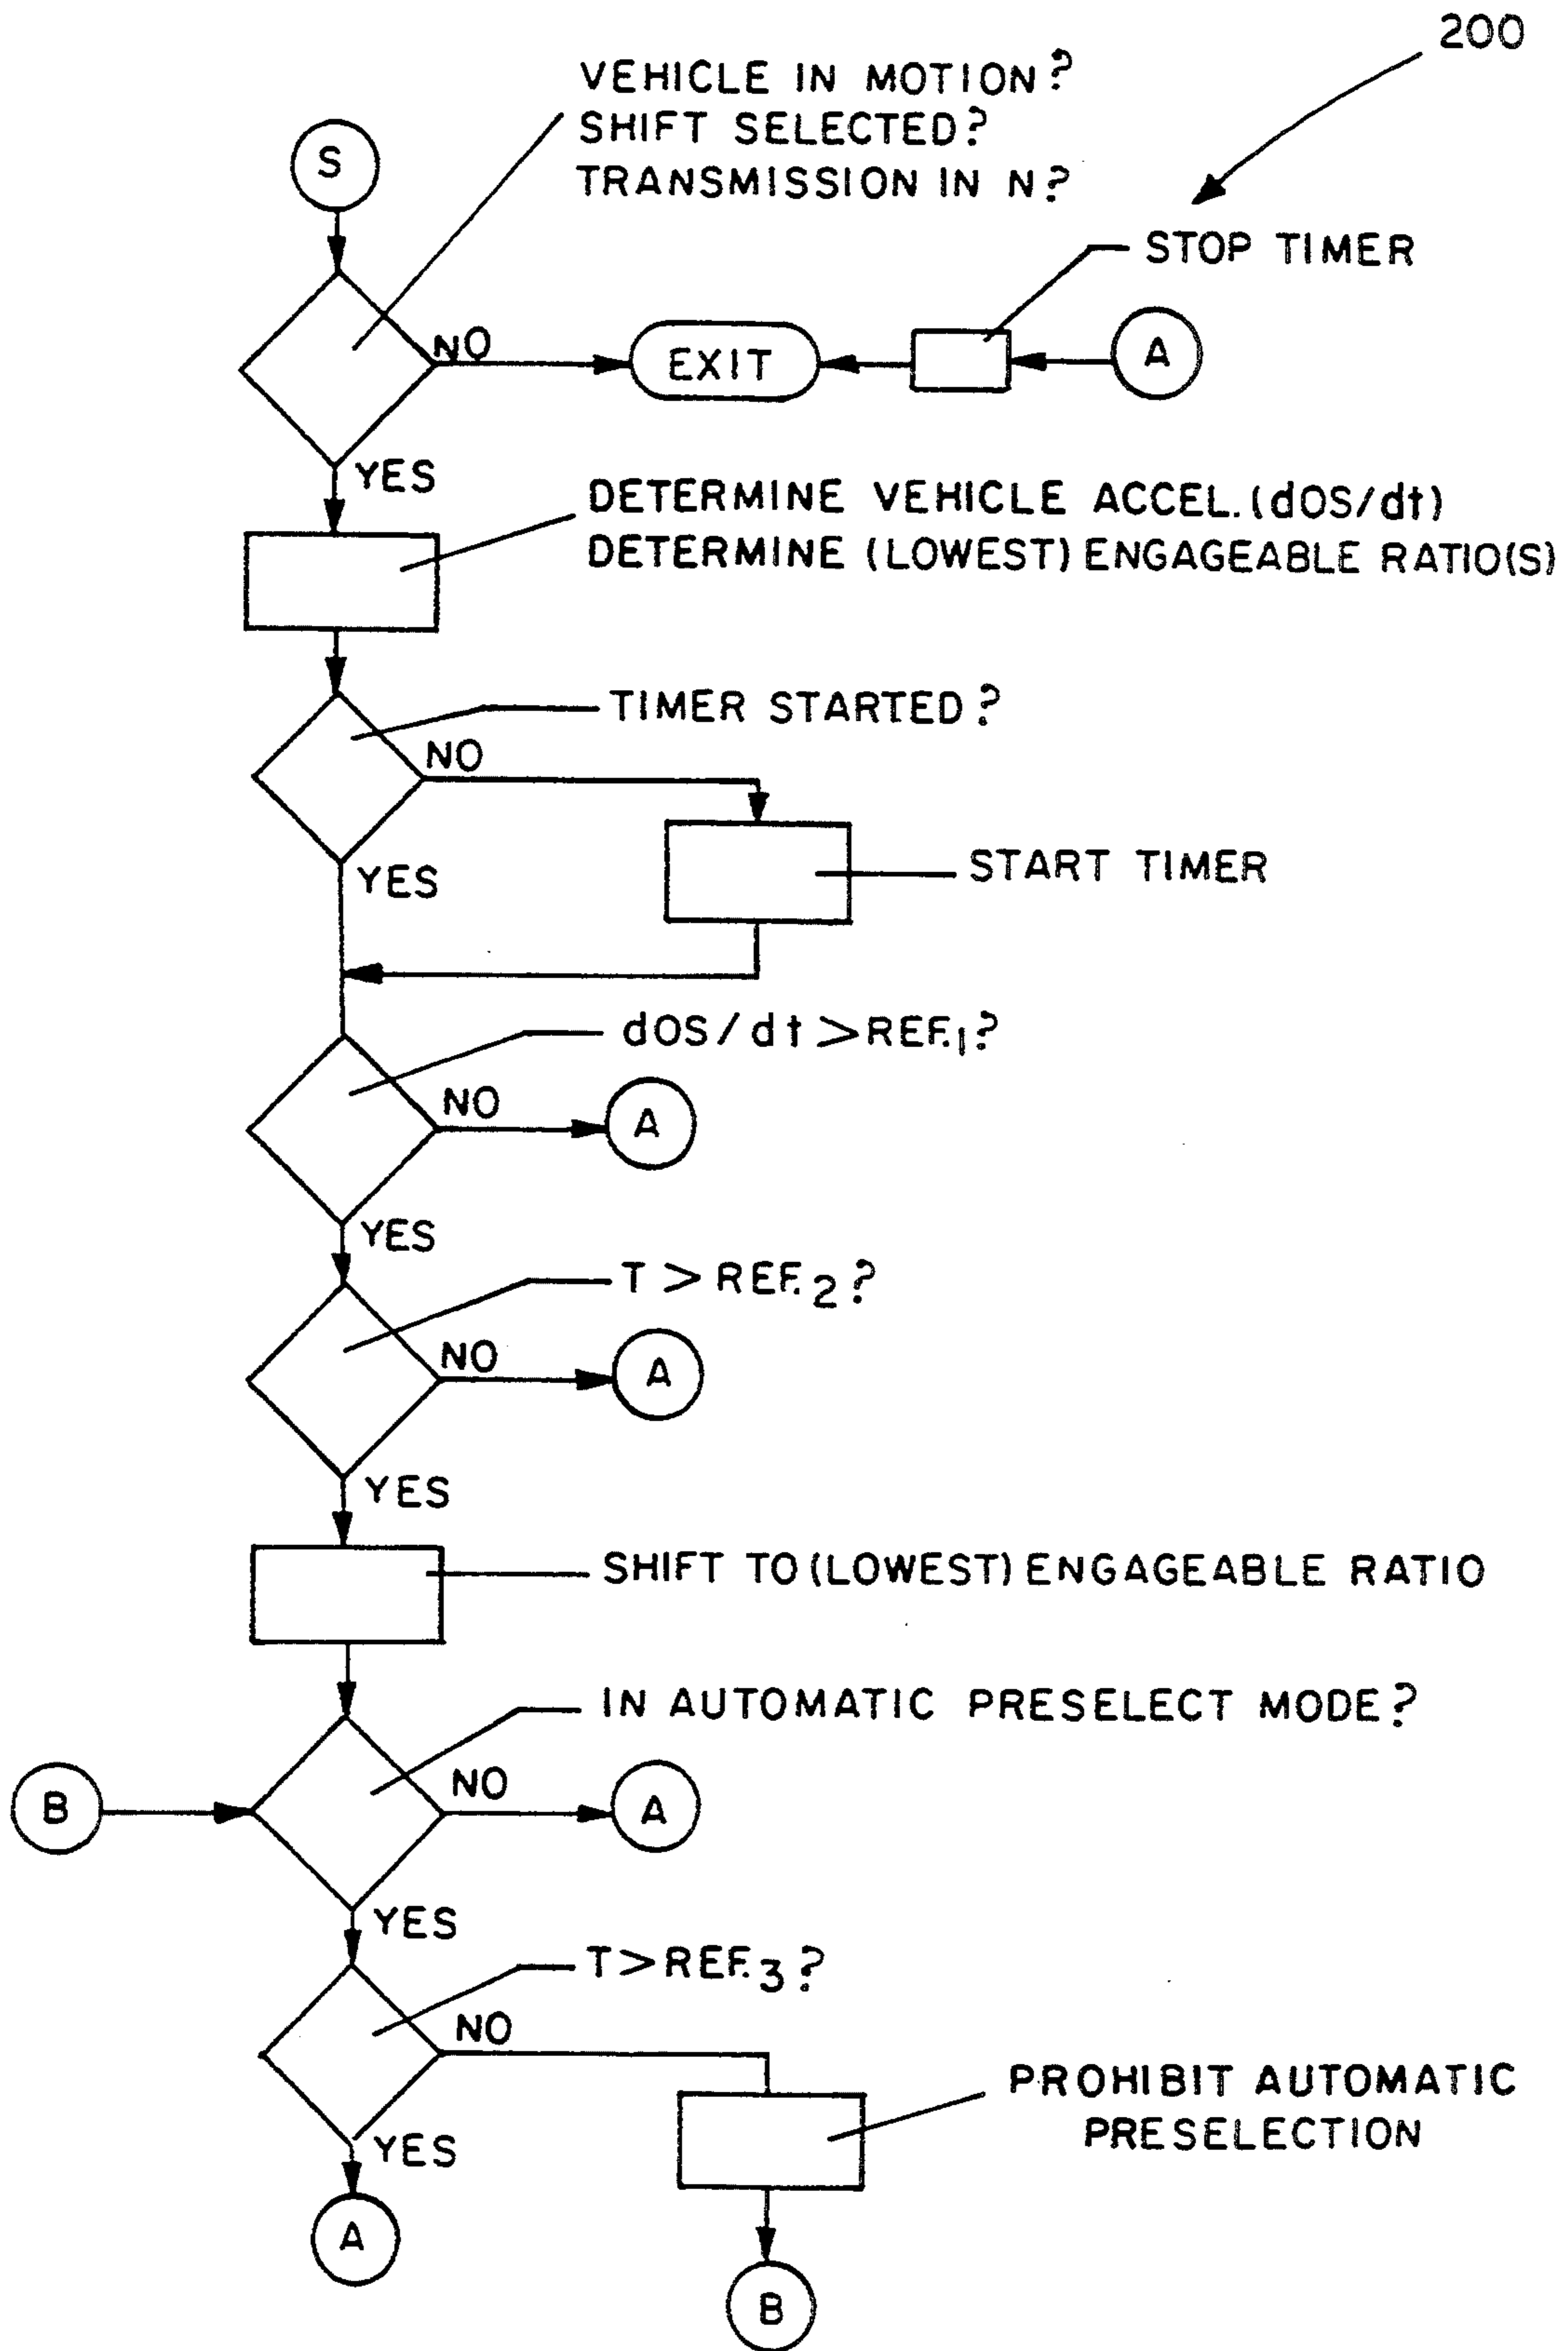 200
VEHICLE IN MOTION?
SHIFT SELECTED?
TRANSMISSION IN N?
S
STOP TIMER
NO
EXIT
A
YES
DETERMINE VEHICLE ACCEL. (dOS/dt)
DETERMINE (LOWEST) ENGAGEABLE RATIO(S)
TIMER STARTED?
NO
YES
START TIMER
dOS/dt > REF.1?
NO
A
YES
T > REF.2?
NO
A
YES
SHIFT TO (LOWEST) ENGAGEABLE RATIO
IN AUTOMATIC PRESELECT MODE?
B
NO
A
YES
T > REF.3?
NO
PROHIBIT AUTOMATIC
PRESELECTION
YES
A
B